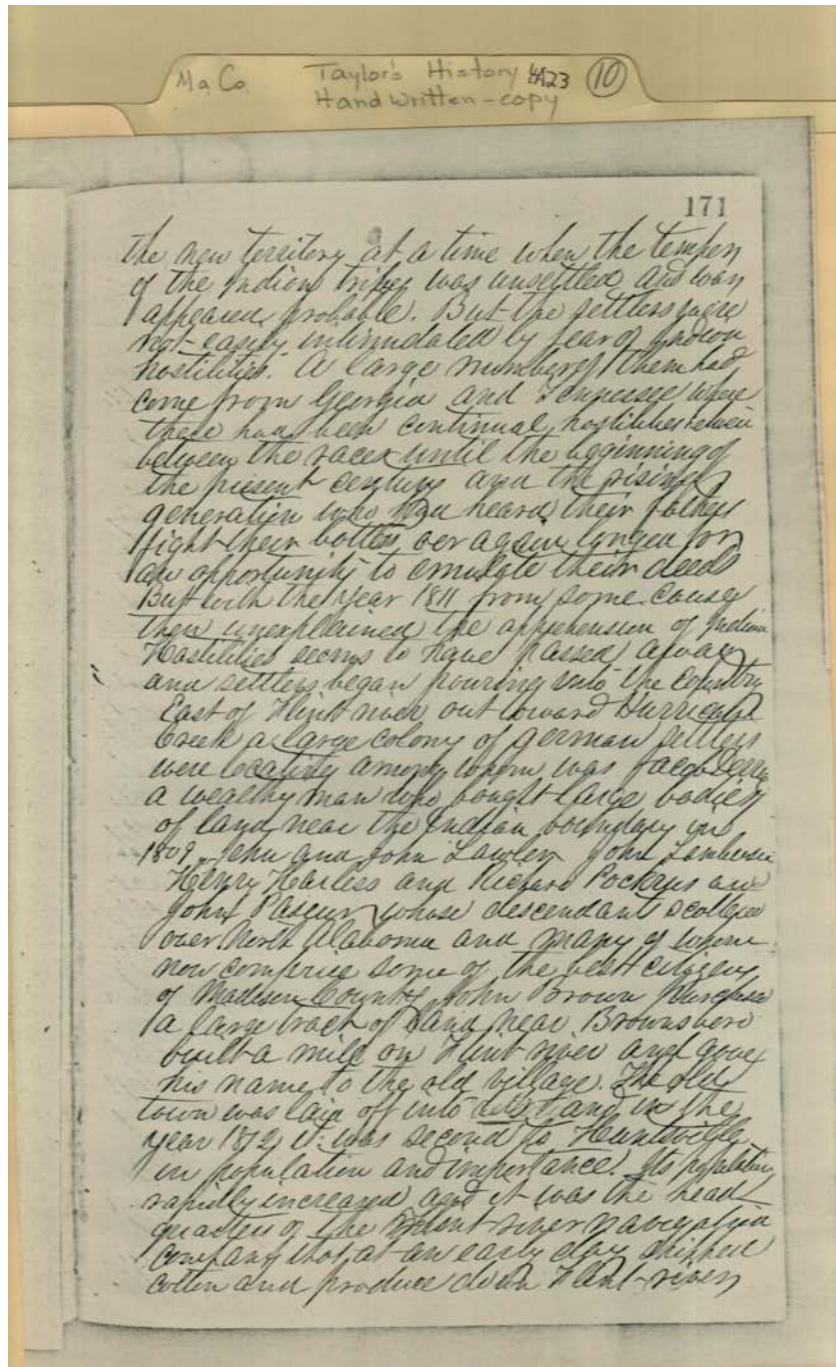 Ma Co Taylor's History 4A23 10
Hand written - copy
171
the new territory at a time when the temper
of the Indian tribes was unsettled and war
appeared probable. But the settlers were
not easily intimidated by fear of Indian
hostilities. A large number of them had
come from Georgia and Tennessee where
there had been continual hostilities
between the races until the beginning of
the present century and the rising
generation who had heard their fathers
fight their battles over again longed for
an opportunity to emulate their deeds
But with the year 1811 from some cause
then unexplained the apprehension of Indian
Hostilities seems to have passed away
and settlers began pouring into the country
East of Flint river out toward Hurricane
Creek a large colony of german settlers
were locating among whom was Jacob
a wealthy man who bought large bodies
of land near the Indian boundary in
1809. John and John Lawler John
Henry Harless and Richard Pockrus and
John Paseur whose descendants scattered
over North Alabama and many of whom
now comprise some of the best citizens
of Madison County John Brown purchased
a large tract of land near Brownsboro
built a mill on Flint river and gave
his name to the old village. The old
town was laid off into lots and in the
year 1812 it was second to Huntsville
in population and importance. Its population
rapidly increased and it was the head
quarters of the Flint river navigation
company that at an early day shipped
cotton and produce down Flint river